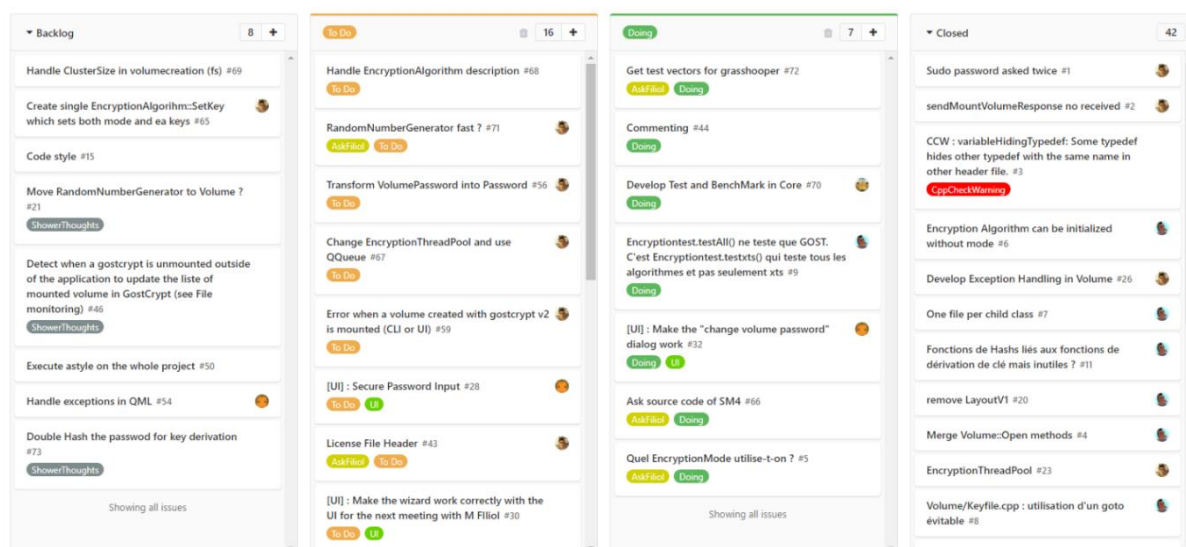 Backlog 8 +
Handle ClusterSize in volumecreation (fs) #69
Create single EncryptionAlgorihm::SetKey
which sets both mode and ea keys #65
Code style #15
Move RandomNumberGenerator to Volume ?
#21
ShowerThoughts
Detect when a gostcrypt is unmounted outside
of the application to update the liste of
mounted volume in GostCrypt (see File
monitoring) #46
ShowerThoughts
Execute astyle on the whole project #50
Handle exceptions in QML #54
Double Hash the passwod for key derivation
#73
ShowerThoughts
Showing all issues
To Do 16 +
Handle EncryptionAlgorithm description #68
To Do
RandomNumberGenerator fast ? #71
AskFiliol To Do
Transform VolumePassword into Password #56
To Do
Change EncryptionThreadPool and use
QQueue #67
To Do
Error when a volume created with gostcrypt v2
is mounted (CLI or UI) #59
To Do
[UI] : Secure Password Input #28
To Do UI
License File Header #43
AskFiliol To Do
[UI] : Make the wizard work correctly with the
UI for the next meeting with M FIliol #30
To Do UI
Doing 7 +
Get test vectors for grasshooper #72
AskFiliol Doing
Commenting #44
Doing
Develop Test and BenchMark in Core #70
Doing
Encryptiontest.testAll() ne teste que GOST.
C'est Encryptiontest.testxts() qui teste tous les
algorithmes et pas seulement xts #9
Doing
[UI] : Make the "change volume password"
dialog work #32
Doing UI
Ask source code of SM4 #66
AskFiliol Doing
Quel EncryptionMode utilise-t-on ? #5
AskFiliol Doing
Showing all issues
Closed 42
Sudo password asked twice #1
sendMountVolumeResponse no received #2
CCW : variableHidingTypedef: Some typedef
hides other typedef with the same name in
other header file. #3
CppCheckWarning
Encryption Algorithm can be initialized
without mode #6
Develop Exception Handling in Volume #26
One file per child class #7
Fonctions de Hashs liés aux fonctions de
dérivation de clé mais inutiles ? #11
remove LayoutV1 #20
Merge Volume::Open methods #4
EncryptionThreadPool #23
Volume/Keyfile.cpp : utilisation d'un goto
évitable #8